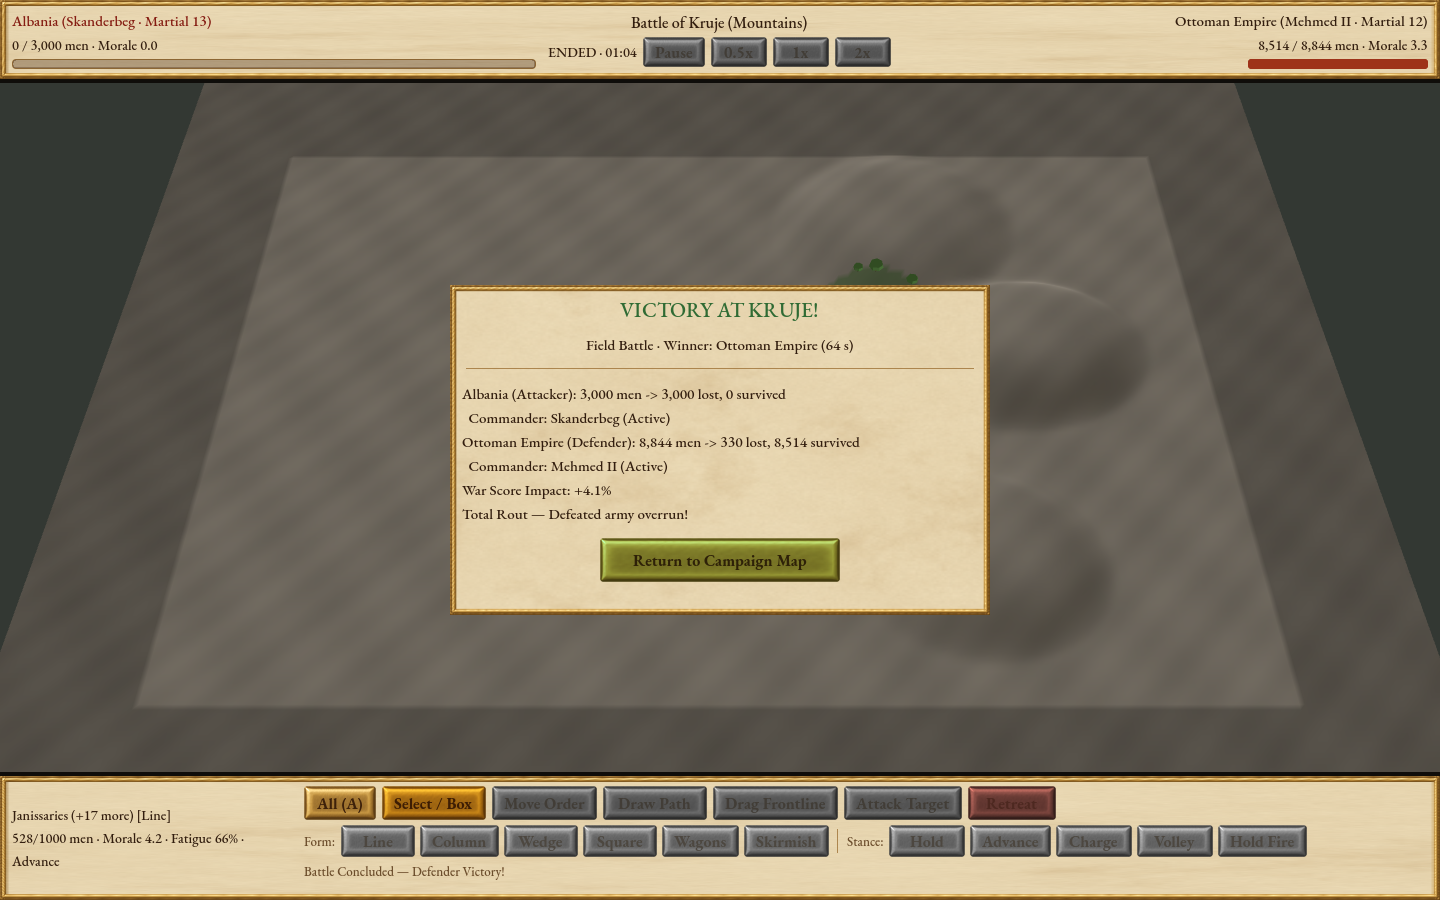 Albania (Skanderbeg · Martial 13)
0 / 3,000 men · Morale 0.0
Battle of Kruje (Mountains)
ENDED · 01:04
Pause
0.5x
1x
2x
Ottoman Empire (Mehmed II · Martial 12)
8,514 / 8,844 men · Morale 3.3
VICTORY AT KRUJE!
Field Battle · Winner: Ottoman Empire (64 s)
Albania (Attacker): 3,000 men -> 3,000 lost, 0 survived
Commander: Skanderbeg (Active)
Ottoman Empire (Defender): 8,844 men -> 330 lost, 8,514 survived
Commander: Mehmed II (Active)
War Score Impact: +4.1%
Total Rout — Defeated army overrun!
Return to Campaign Map
Janissaries (+17 more) [Line]
528/1000 men · Morale 4.2 · Fatigue 66% ·
Advance
All (A)
Select / Box
Move Order
Draw Path
Drag Frontline
Attack Target
Retreat
Form:
Line
Column
Wedge
Square
Wagons
Skirmish
Stance:
Hold
Advance
Charge
Volley
Hold Fire
Battle Concluded — Defender Victory!